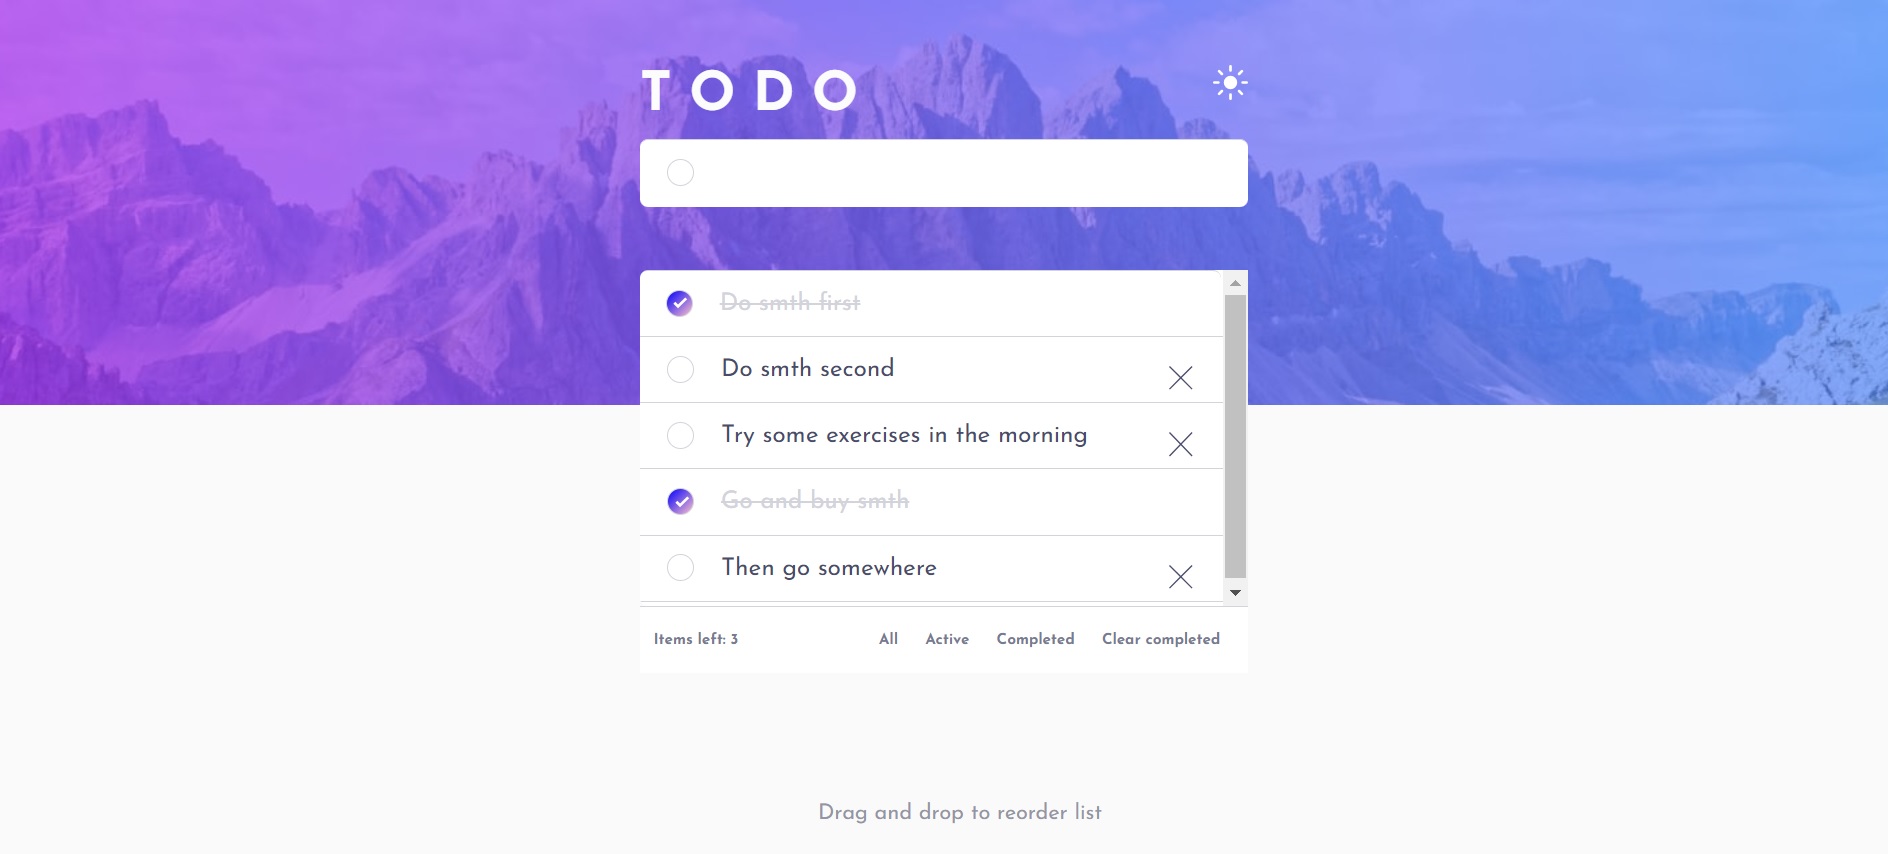 TODO
Do smth first
Do smth second
Try some exercises in the morning
Go and buy smth
Then go somewhere
Items left: 3 All Active Completed Clear completed
Drag and drop to reorder list